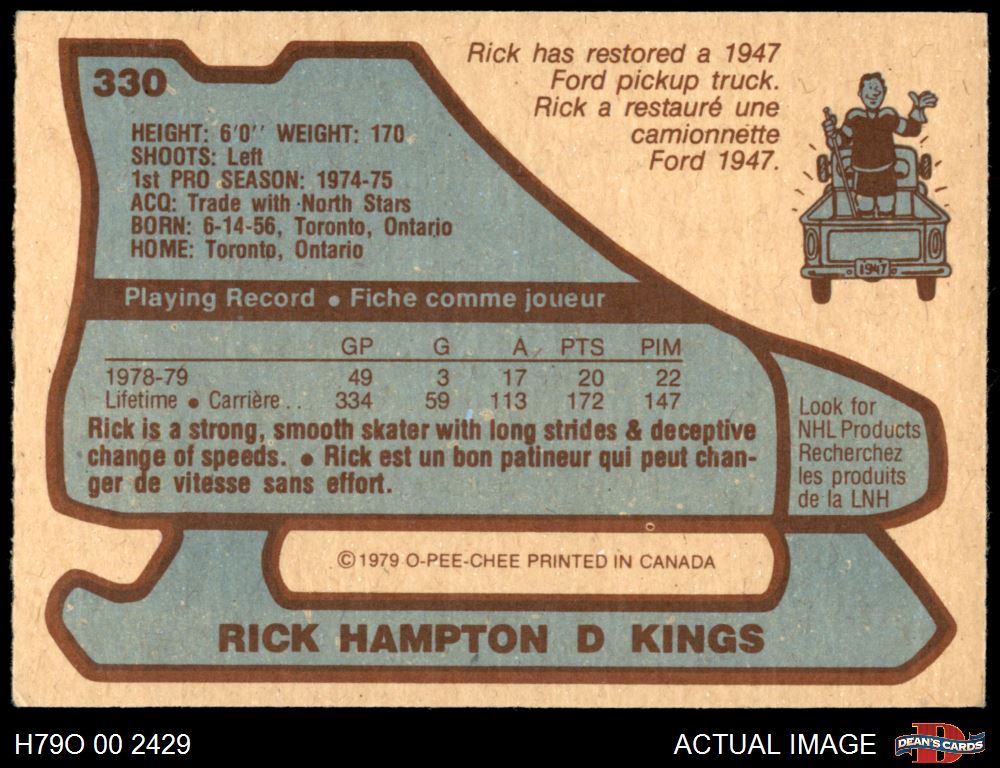 330
Rick has restored a 1947
Ford pickup truck.
Rick a restauré une
camionnette
Ford 1947.
1947
HEIGHT: 6'0'' WEIGHT: 170
SHOOTS: Left
1st PRO SEASON: 1974-75
ACQ: Trade with North Stars
BORN: 6-14-56, Toronto, Ontario
HOME: Toronto, Ontario
Playing Record • Fiche comme joueur
GP G A PTS PIM
1978-79 49 3 17 20 22
Lifetime • Carrière . . 334 59 113 172 147
Rick is a strong, smooth skater with long strides & deceptive
change of speeds. • Rick est un bon patineur qui peut chan-
ger de vitesse sans effort.
Look for
NHL Products
Recherchez
les produits
de la LNH
© 1979 O-PEE-CHEE PRINTED IN CANADA
RICK HAMPTON D KINGS
H79O 00 2429
ACTUAL IMAGE
D
DEAN'S CARDS